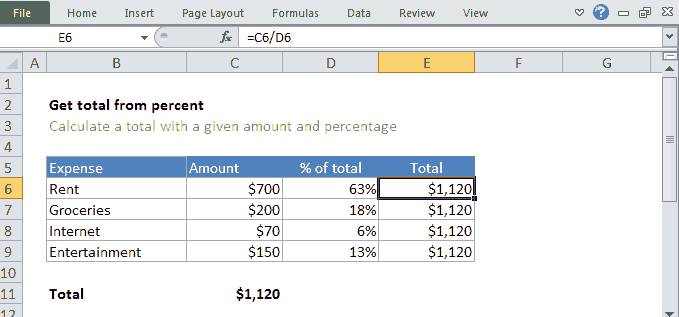 File Home Insert Page Layout Formulas Data Review View
E6 fx =C6/D6
A B C D E F G
1
2 Get total from percent
3 Calculate a total with a given amount and percentage
4
5 Expense Amount % of total Total
6 Rent $700 63% $1,120
7 Groceries $200 18% $1,120
8 Internet $70 6% $1,120
9 Entertainment $150 13% $1,120
10
11 Total $1,120
12